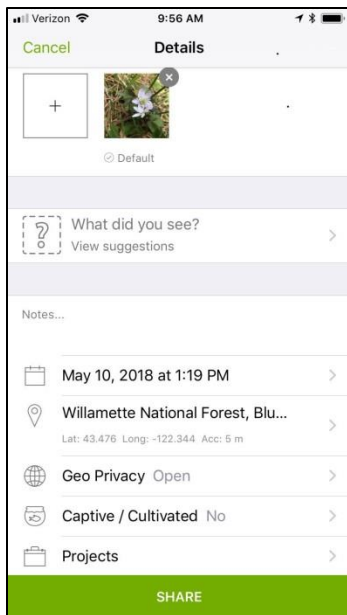 Verizon 9:56 AM
Cancel Details
Default
What did you see?
View suggestions
Notes...
May 10, 2018 at 1:19 PM
Willamette National Forest, Blu...
Lat: 43.476 Long: -122.344 Acc: 5 m
Geo Privacy Open
Captive / Cultivated No
Projects
SHARE